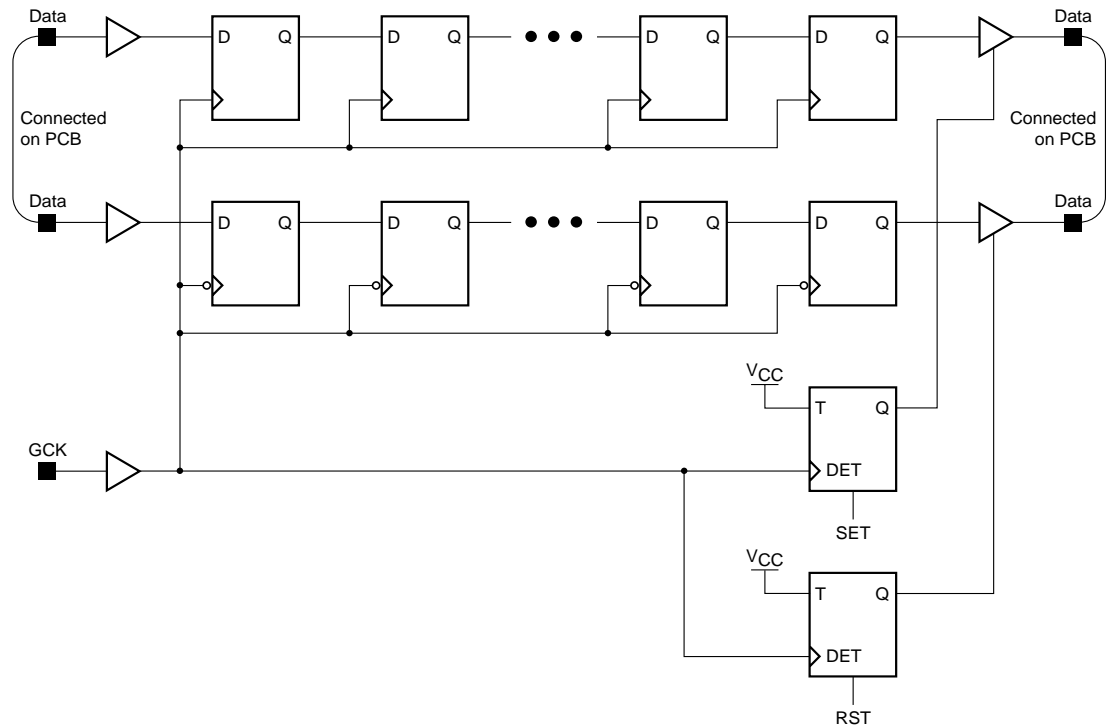 Data
D Q D Q D Q D Q
Data
Connected
on PCB
Connected
on PCB
Data
D Q D Q D Q D Q
Data
VCC
T Q
GCK
DET
SET
VCC
T Q
DET
RST